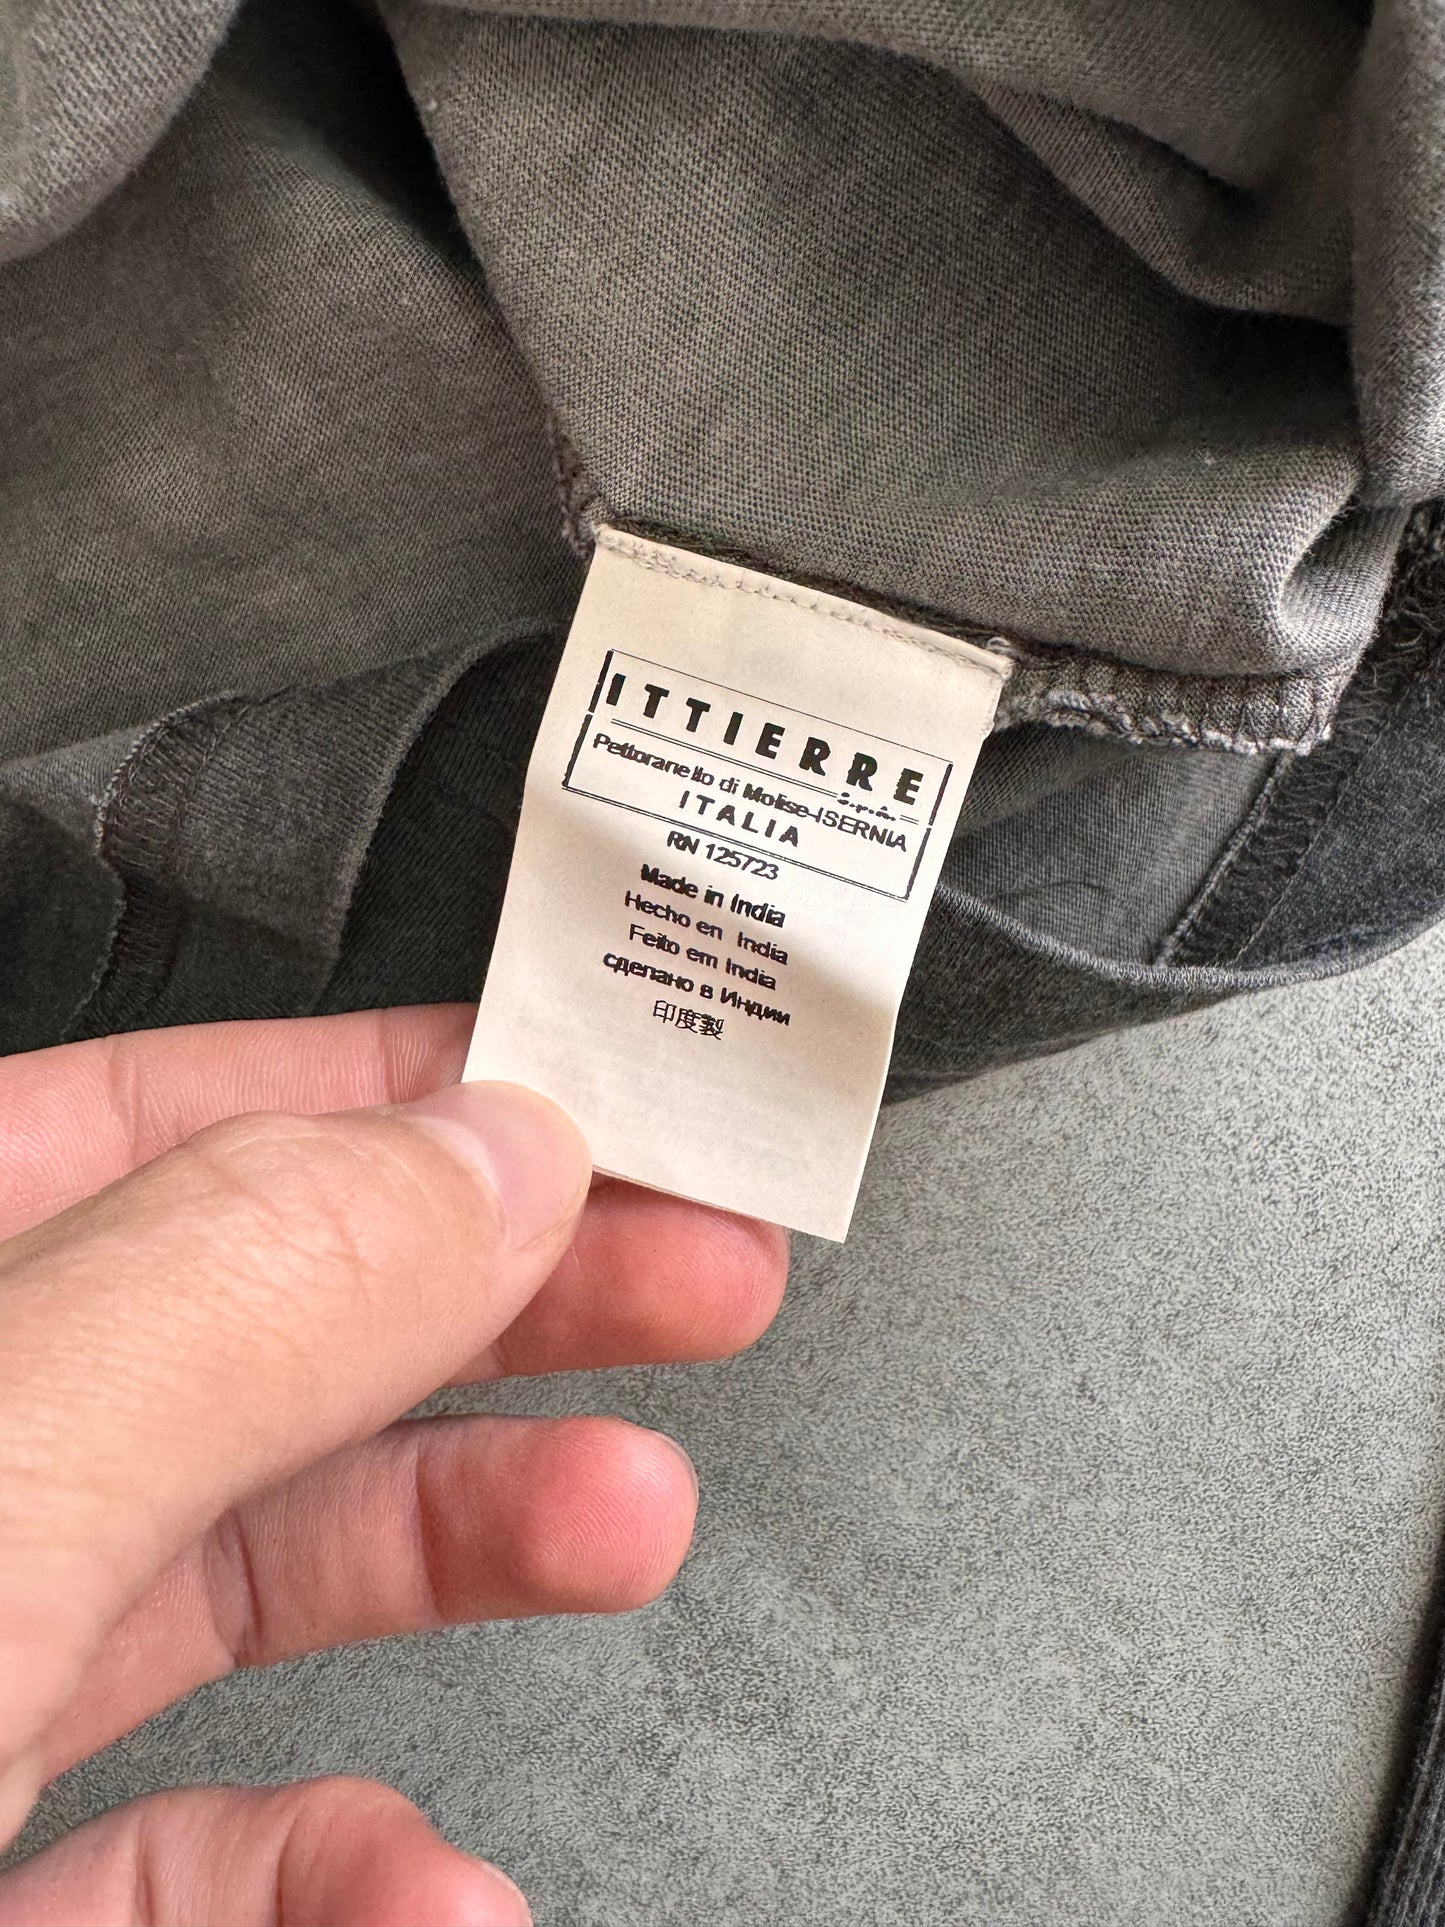 ITTIERRE
s.p.a.
Pettoranello di Molise-ISERNIA
ITALIA
RN 125723
Made in India
Hecho en India
Feito em India
сделано в Индии
印度製